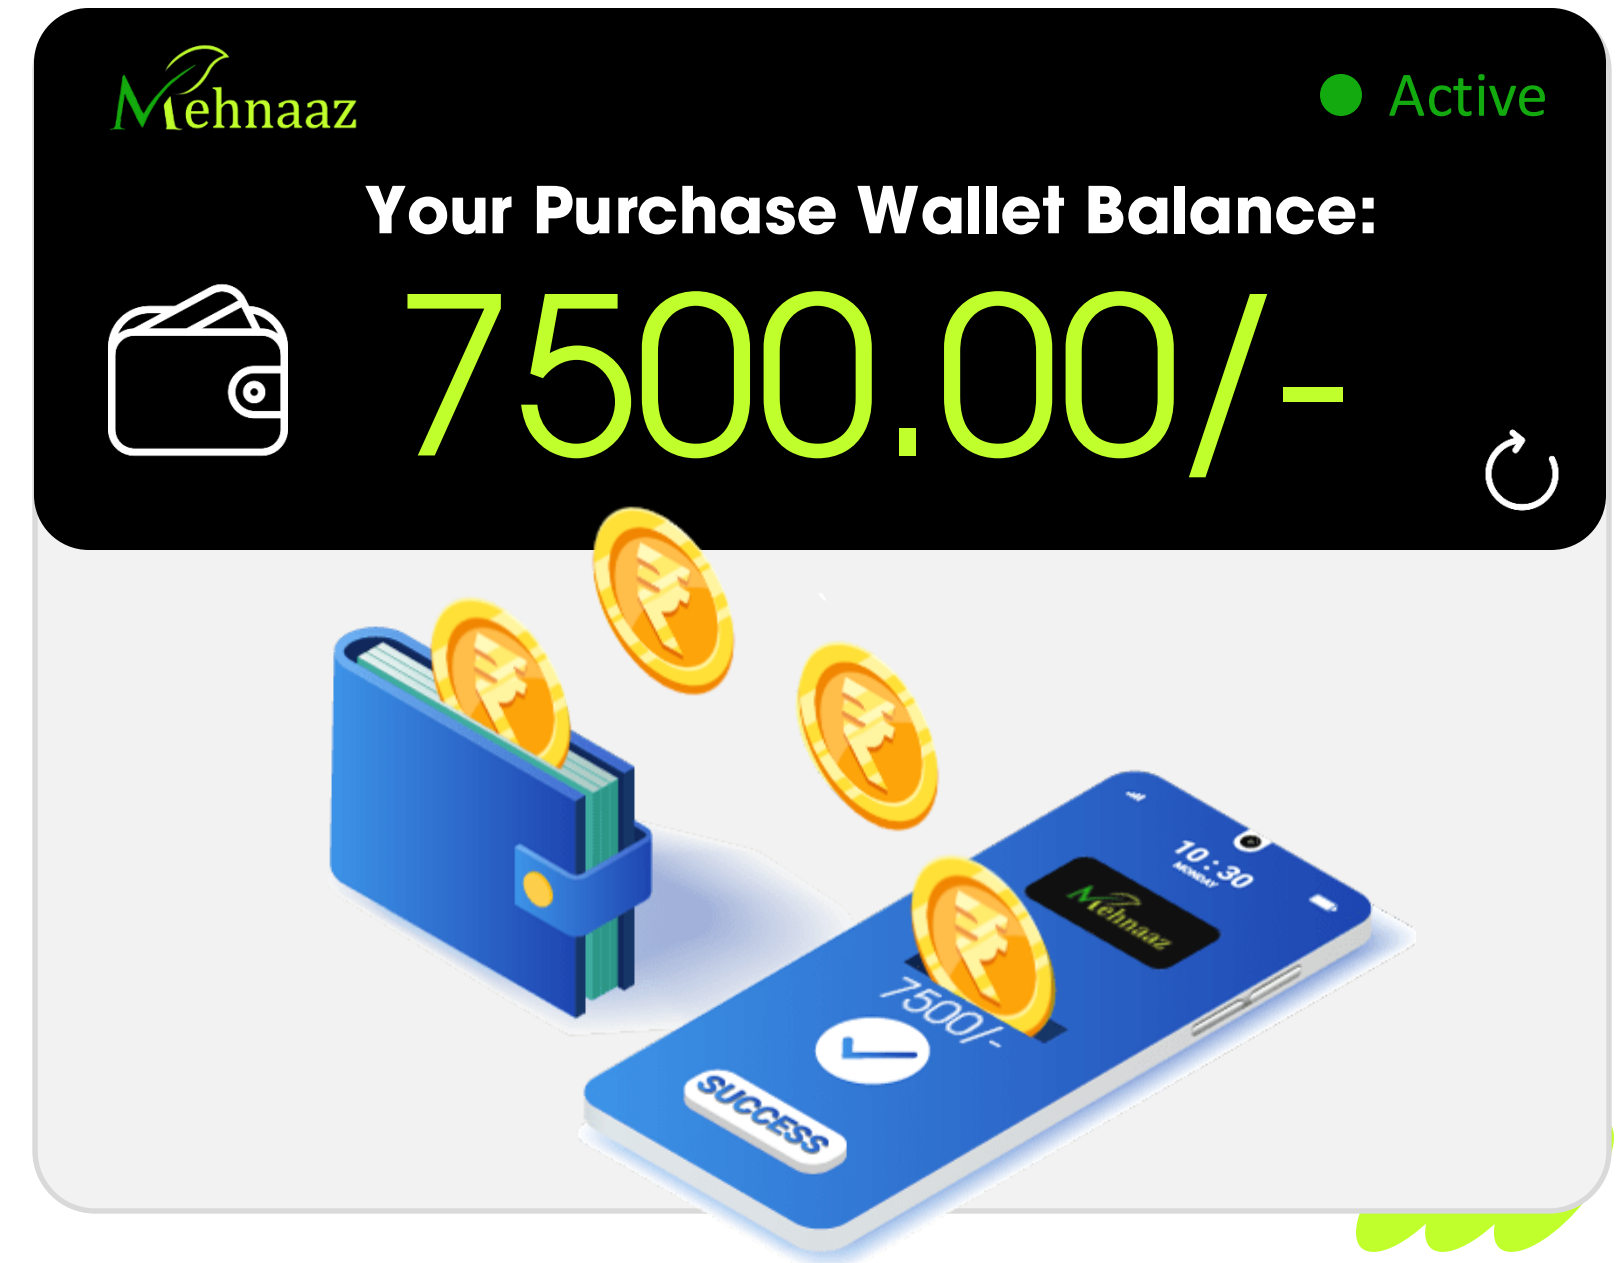 Mehnaaz
Active
Your Purchase Wallet Balance:
7500.00/-
10:30
MONDAY
Mehnaaz
7500/-
SUCCESS